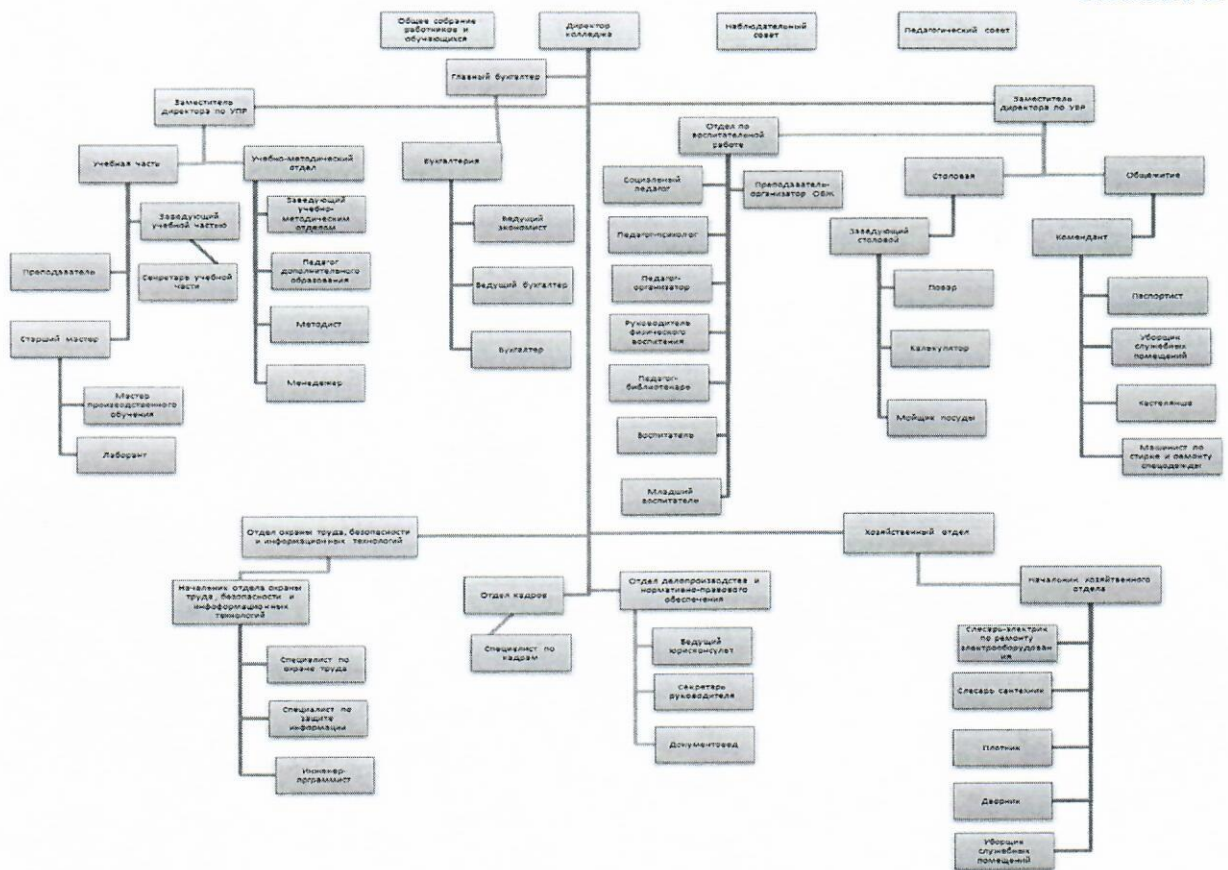 Общее собрание
работников и
обучающихся
Директор
колледжа
Наблюдательный
совет
Педагогический совет
Главный бухгалтер
Заместитель
директора по УПР
Заместитель
директора по УВР
Учебная часть
Учебно-методический
отдел
Бухгалтерия
Отдел по
воспитательной
работе
Столовая
Общежитие
Заведующий
учебной частью
Секретарь учебной
части
Преподаватель
Старший мастер
Мастер
производственного
обучения
Лаборант
Заведующий
учебно-
методическим
отделом
Педагог
дополнительного
образования
Методист
Менеджер
Ведущий
экономист
Ведущий бухгалтер
Бухгалтер
Социальный
педагог
Преподаватель-
организатор ОБЖ
Педагог-психолог
Педагог-
организатор
Руководитель
физического
воспитения
Педагог-
библиотекарь
Воспитатель
Младший
воспитатель
Заведующий
столовой
Повар
Калькулятор
Мойщик посуды
Комендант
Паспортист
Уборщик
служебных
помещений
Кастелянша
Машинист по
стирке и ремонту
спецодежды
Отдел охраны труда, безопасности
и информационных технологий
Хозяйственный отдел
Начальник отдела охраны
труда, безопасности и
инфоформационных
технологий
Специалист по
охране труда
Специалист по
защите
информации
Инженер-
прграммист
Отдел кадров
Специалист по
кадрам
Отдел делопроизводства и
нормативно-правового
обеспечения
Ведущий
юрисконсульт
Секретарь
руководителя
Документовед
Начальник хозяйственного
отдела
Слесарь-электрик
по ремонту
электрооборудова
ния
Слесарь сантехник
Плотник
Дворник
Уборщик
служебных
помещений